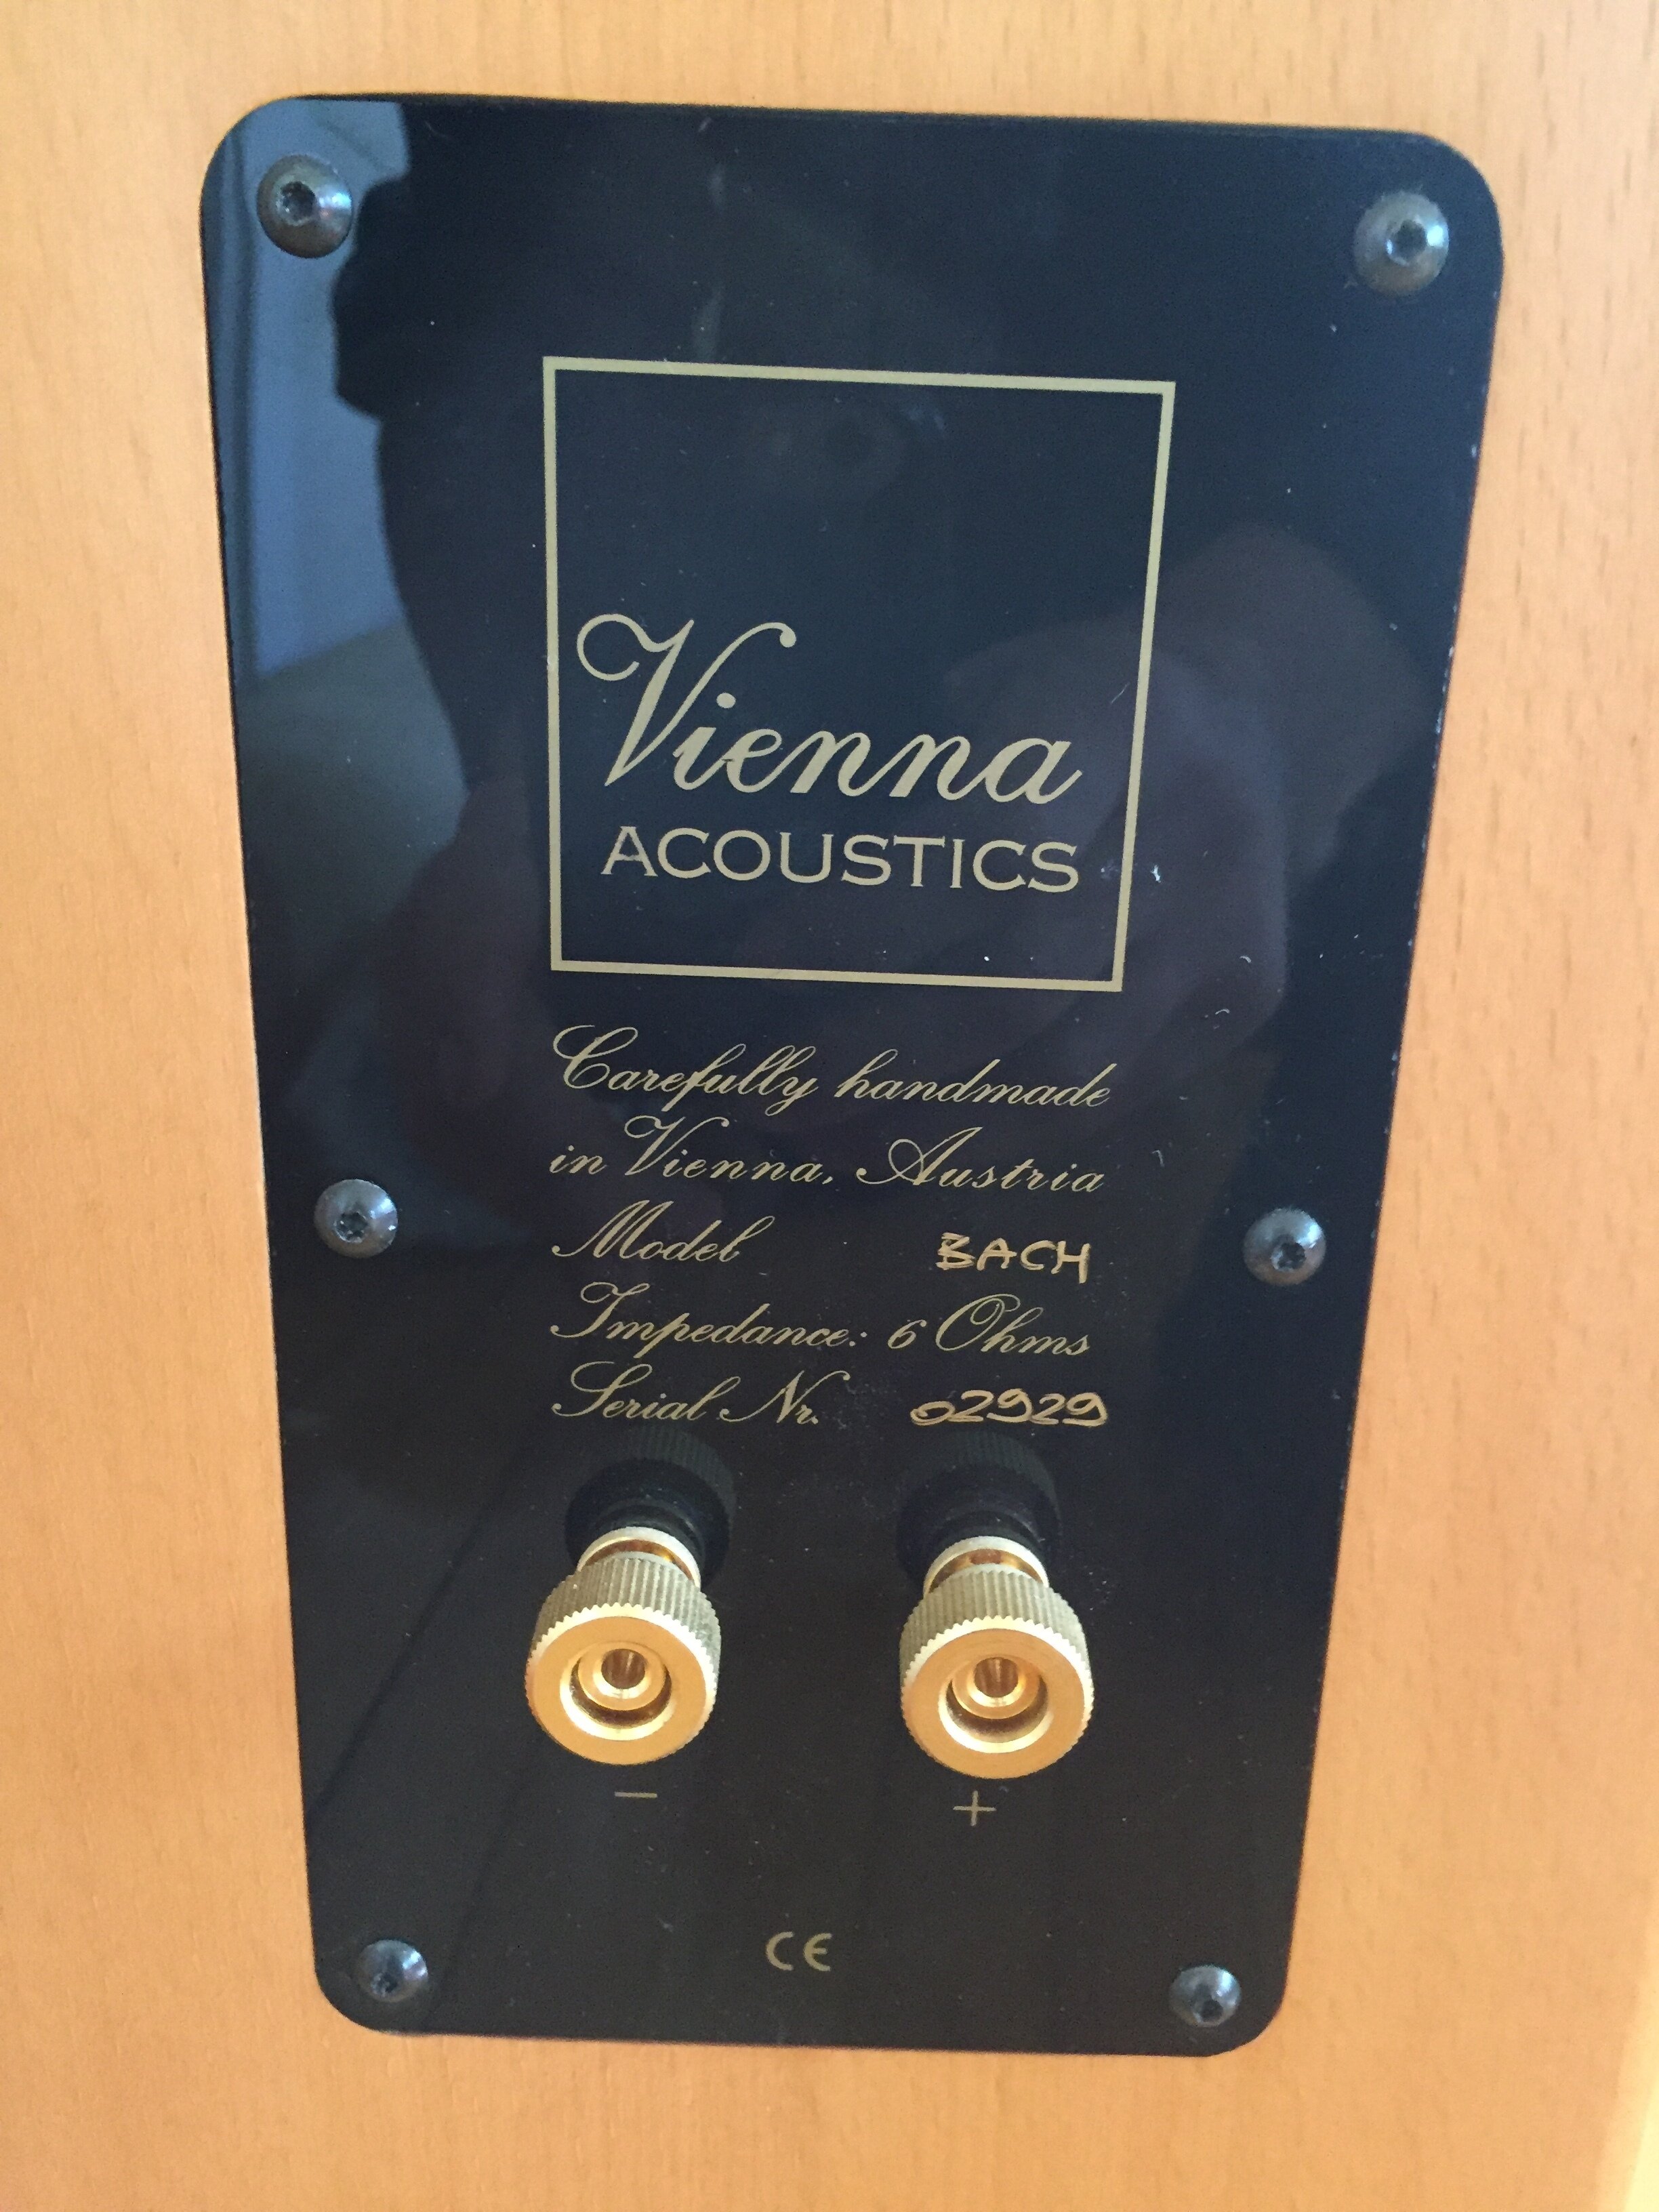 Vienna
ACOUSTICS
Carefully handmade
in Vienna, Austria
Model BACH
Impedance: 6 Ohms
Serial Nr. 02929
- +
CE